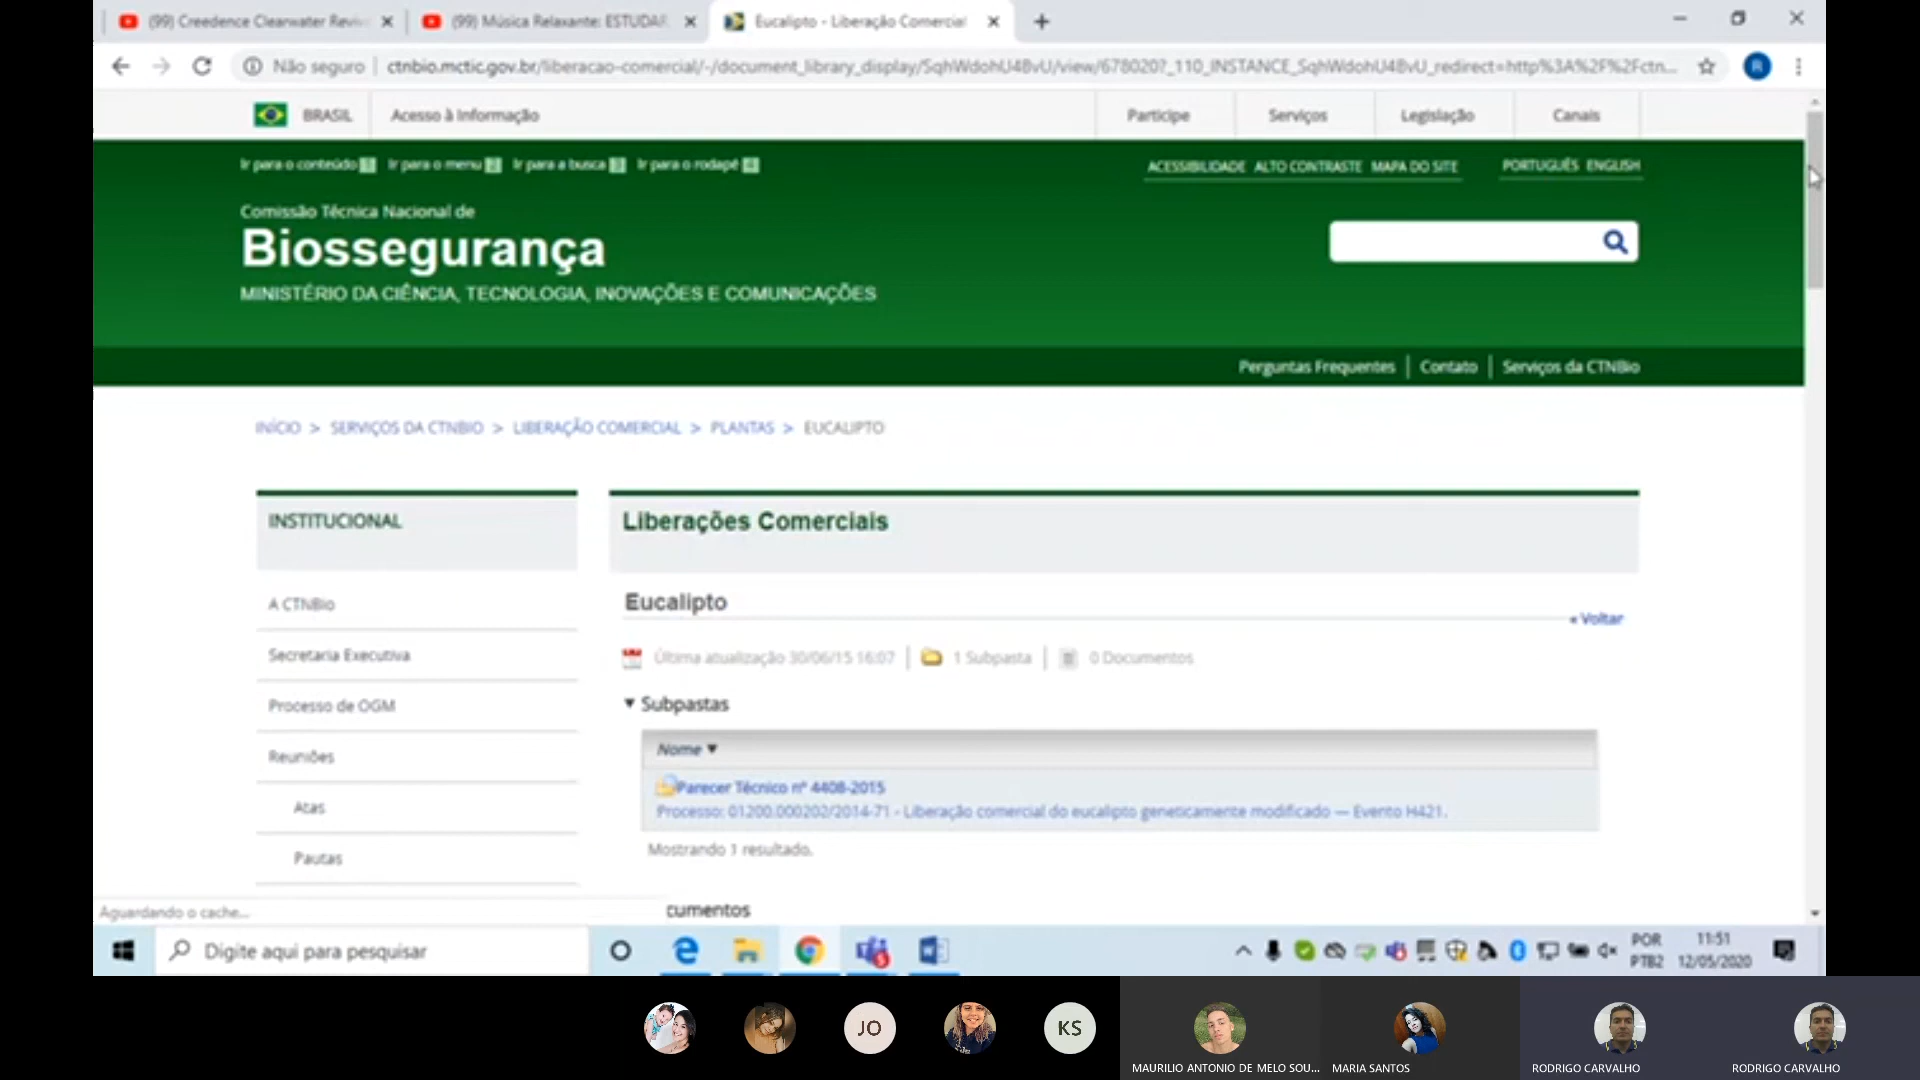 (99) Creedence Clearwater Reviv
(99) Música Relaxante: ESTUDAR
Eucalipto - Liberação Comercial
Não seguro
ctnbio.mctic.gov.br/liberacao-comercial/-/document_library_display/SqhWdohU4BvU/view/678020?_110_INSTANCE_SqhWdohU4BvU_redirect=http%3A%2F%2Fctn...
R
BRASIL
Acesso à Informação
Participe
Serviços
Legislação
Canais
Ir para o conteúdo 1
Ir para o menu 2
Ir para a busca 3
Ir para o rodapé 4
ACESSIBILIDADE ALTO CONTRASTE MAPA DO SITE
PORTUGUÊS ENGLISH
Comissão Técnica Nacional de
Biossegurança
MINISTÉRIO DA CIÊNCIA, TECNOLOGIA, INOVAÇÕES E COMUNICAÇÕES
Perguntas Frequentes
Contato
Serviços da CTNBio
INÍCIO > SERVIÇOS DA CTNBIO > LIBERAÇÃO COMERCIAL > PLANTAS > EUCALIPTO
INSTITUCIONAL
A CTNBio
Secretaria Executiva
Processo de OGM
Reuniões
Atas
Pautas
Liberações Comerciais
Eucalipto
« Voltar
Última atualização 30/06/15 16:07
1 Subpasta
0 Documentos
▼ Subpastas
Nome ▼
Parecer Técnico nº 4408-2015
Processo: 01200.000202/2014-71 - Liberação comercial do eucalipto geneticamente modificado — Evento H421.
Mostrando 1 resultado.
cumentos
Aguardando o cache...
Digite aqui para pesquisar
POR
PTB2
11:51
12/05/2020
JO
KS
MAURILIO ANTONIO DE MELO SOU...
MARIA SANTOS
RODRIGO CARVALHO
RODRIGO CARVALHO